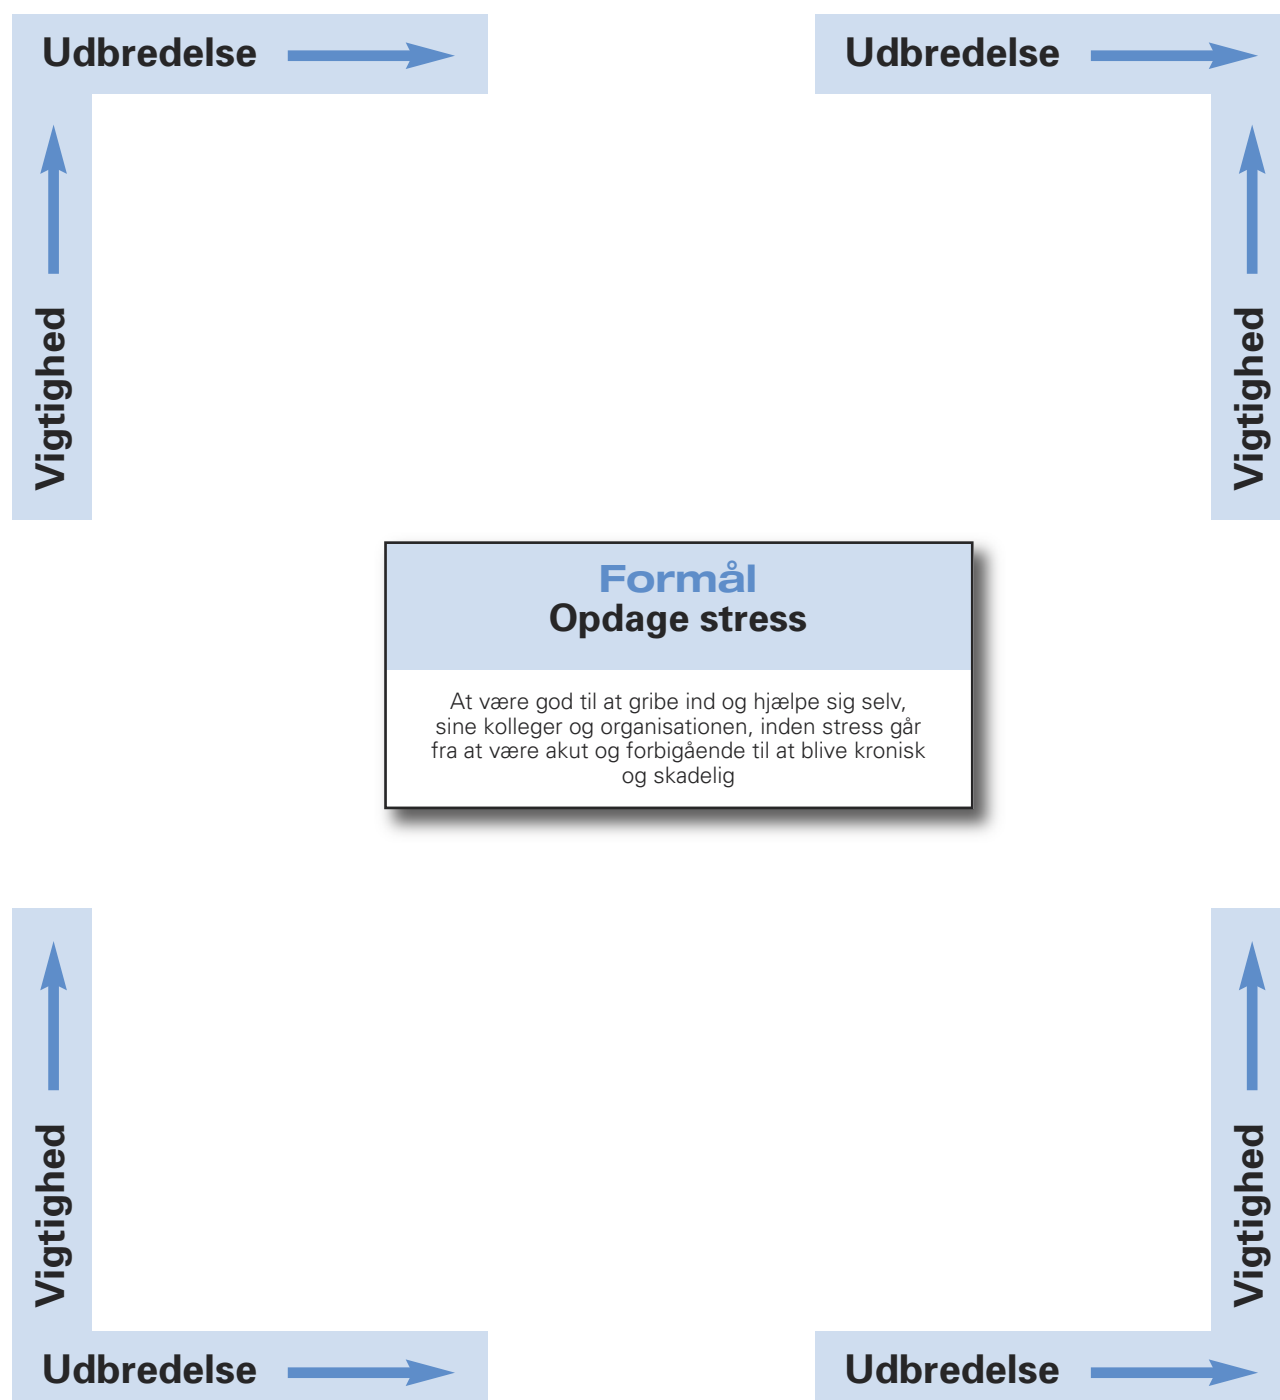 Udbredelse
Udbredelse
Vigtighed
Vigtighed
Formål
Opdage stress
At være god til at gribe ind og hjælpe sig selv,
sine kolleger og organisationen, inden stress går
fra at være akut og forbigående til at blive kronisk
og skadelig
Vigtighed
Vigtighed
Udbredelse
Udbredelse